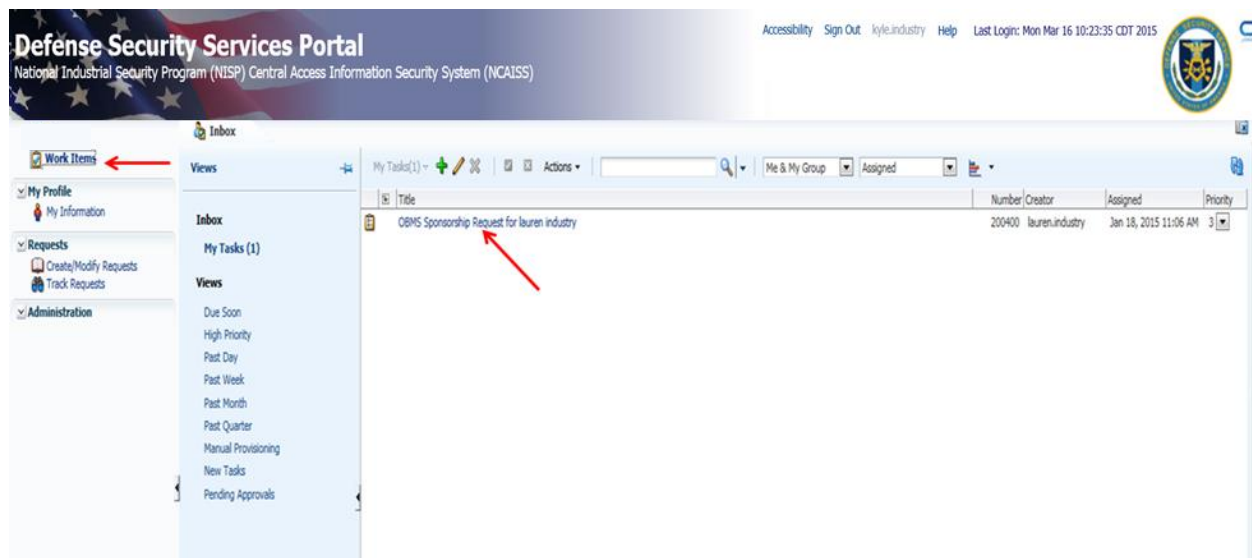 Defense Security Services Portal
National Industrial Security Program (NISP) Central Access Information Security System (NCAISS)
Accessibility Sign Out kyle.industry Help Last Login: Mon Mar 16 10:23:35 CDT 2015
Inbox
Work Items
My Profile
My Information
Requests
Create/Modify Requests
Track Requests
Administration
Views
Inbox
My Tasks (1)
Views
Due Soon
High Priority
Past Day
Past Week
Past Month
Past Quarter
Manual Provisioning
New Tasks
Pending Approvals
My Tasks(1) Actions Me & My Group Assigned
Title Number Creator Assigned Priority
OBMS Sponsorship Request for lauren industry 200400 lauren.industry Jan 18, 2015 11:06 AM 3